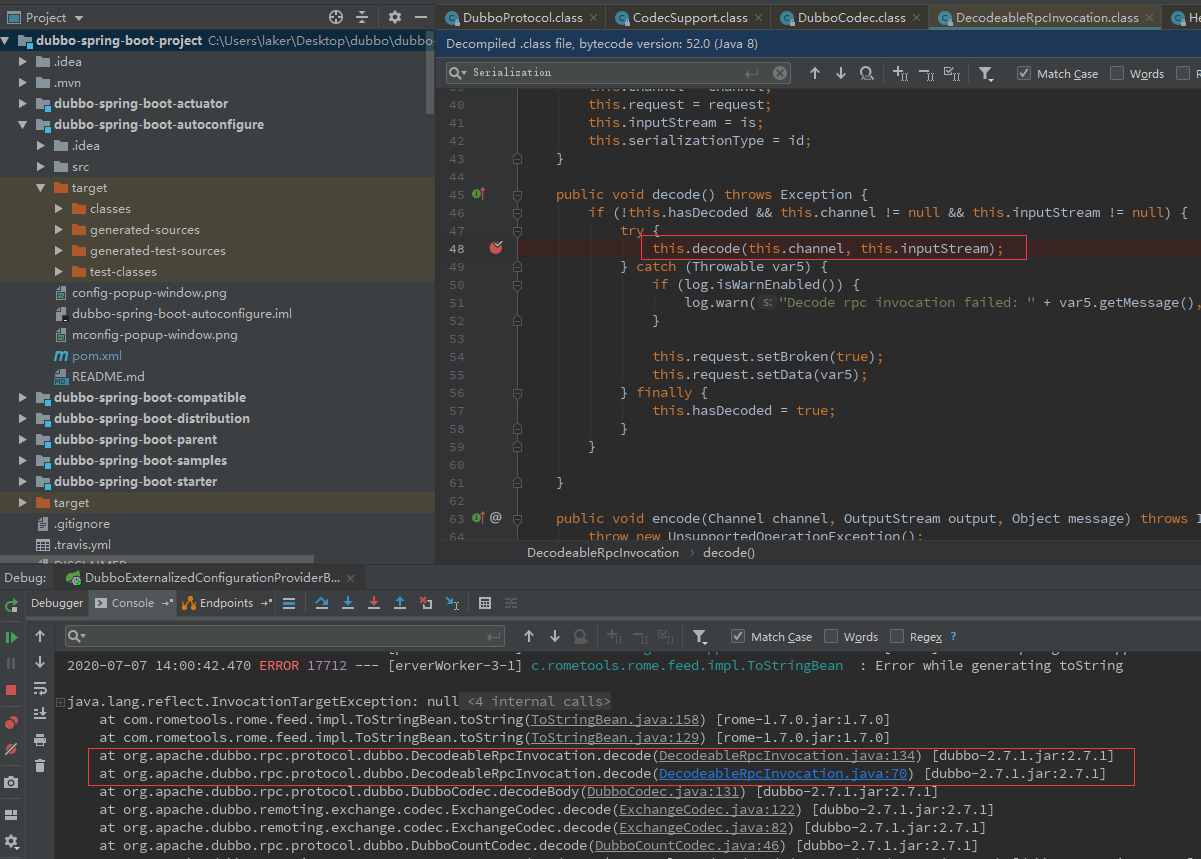 Project
dubbo-spring-boot-project C:\Users\laker\Desktop\dubbo\dubbo
.idea
.mvn
dubbo-spring-boot-actuator
dubbo-spring-boot-autoconfigure
.idea
src
target
classes
generated-sources
generated-test-sources
test-classes
config-popup-window.png
dubbo-spring-boot-autoconfigure.iml
mconfig-popup-window.png
pom.xml
README.md
dubbo-spring-boot-compatible
dubbo-spring-boot-distribution
dubbo-spring-boot-parent
dubbo-spring-boot-samples
dubbo-spring-boot-starter
target
.gitignore
.travis.yml
DISCLAIMER
DubboProtocol.class CodecSupport.class DubboCodec.class DecodeableRpcInvocation.class He
Decompiled .class file, bytecode version: 52.0 (Java 8)
Serialization Match Case Words R
39 this.channel = channel;
40 this.request = request;
41 this.inputStream = is;
42 this.serializationType = id;
43 }
44
45 public void decode() throws Exception {
46 if (!this.hasDecoded && this.channel != null && this.inputStream != null) {
47 try {
48 this.decode(this.channel, this.inputStream);
49 } catch (Throwable var5) {
50 if (log.isWarnEnabled()) {
51 log.warn( s: "Decode rpc invocation failed: " + var5.getMessage(),
52 }
53
54 this.request.setBroken(true);
55 this.request.setData(var5);
56 } finally {
57 this.hasDecoded = true;
58 }
59 }
60
61 }
62
63 @ public void encode(Channel channel, OutputStream output, Object message) throws I
64 throw new UnsupportedOperationException();
DecodeableRpcInvocation › decode()
Debug: DubboExternalizedConfigurationProviderB...
Debugger Console Endpoints
Match Case Words Regex ?
2020-07-07 14:00:42.470 ERROR 17712 --- [erverWorker-3-1] c.rometools.rome.feed.impl.ToStringBean : Error while generating toString
java.lang.reflect.InvocationTargetException: null <4 internal calls>
at com.rometools.rome.feed.impl.ToStringBean.toString(ToStringBean.java:158) [rome-1.7.0.jar:1.7.0]
at com.rometools.rome.feed.impl.ToStringBean.toString(ToStringBean.java:129) [rome-1.7.0.jar:1.7.0]
at org.apache.dubbo.rpc.protocol.dubbo.DecodeableRpcInvocation.decode(DecodeableRpcInvocation.java:134) [dubbo-2.7.1.jar:2.7.1]
at org.apache.dubbo.rpc.protocol.dubbo.DecodeableRpcInvocation.decode(DecodeableRpcInvocation.java:70) [dubbo-2.7.1.jar:2.7.1]
at org.apache.dubbo.rpc.protocol.dubbo.DubboCodec.decodeBody(DubboCodec.java:131) [dubbo-2.7.1.jar:2.7.1]
at org.apache.dubbo.remoting.exchange.codec.ExchangeCodec.decode(ExchangeCodec.java:122) [dubbo-2.7.1.jar:2.7.1]
at org.apache.dubbo.remoting.exchange.codec.ExchangeCodec.decode(ExchangeCodec.java:82) [dubbo-2.7.1.jar:2.7.1]
at org.apache.dubbo.rpc.protocol.dubbo.DubboCountCodec.decode(DubboCountCodec.java:46) [dubbo-2.7.1.jar:2.7.1]